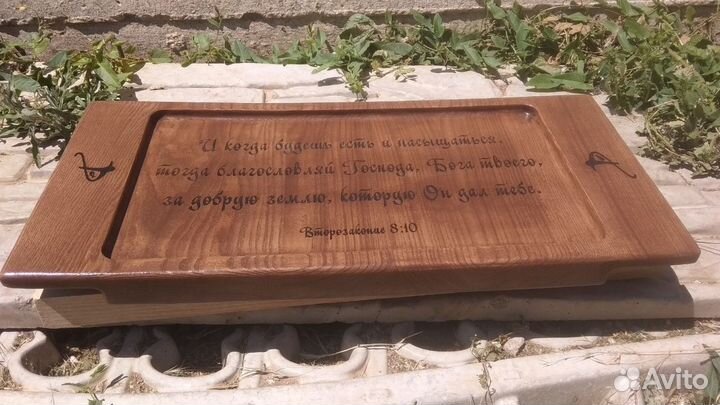 И когда будешь есть и насыщаться,
тогда благословляй Господа, Бога твоего,
за добрую землю, которую Он дал тебе.
Второзаконие 8:10
Avito